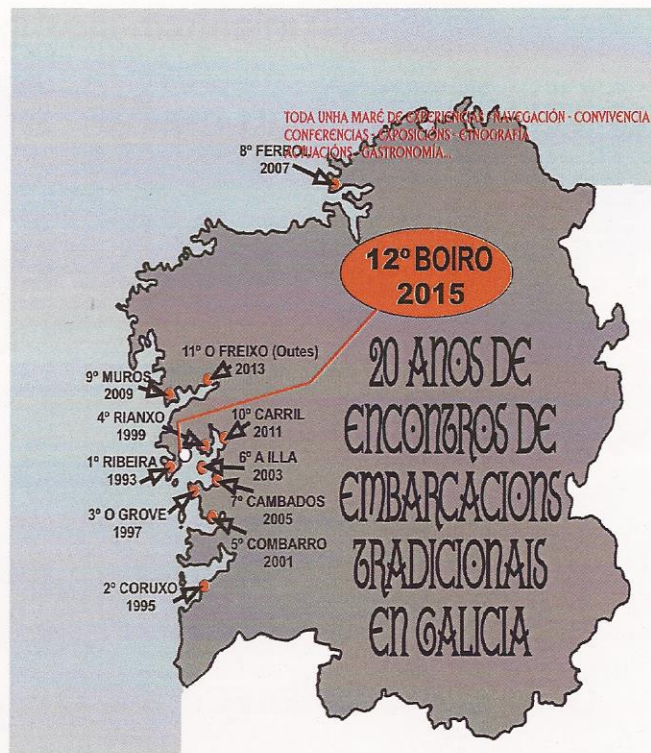 TODA UNHA MARÉ DE EXPERIENCIAS - NAVEGACIÓN - CONVIVENCIA
CONFERENCIAS - EXPOSICIÓNS - ETNOGRAFÍA
ACTUACIÓNS - GASTRONOMÍA...
8º FERROL
2007
12º BOIRO
2015
20 ANOS DE
ENCONTROS DE
EMBARCACIONS
TRADICIONAIS
EN GALICIA
11º O FREIXO (Outes)
2013
9º MUROS
2009
4º RIANXO
1999
10º CARRIL
2011
1º RIBEIRA
1993
6º A ILLA
2003
7º CAMBADOS
2005
3º O GROVE
1997
5º COMBARRO
2001
2º CORUXO
1995